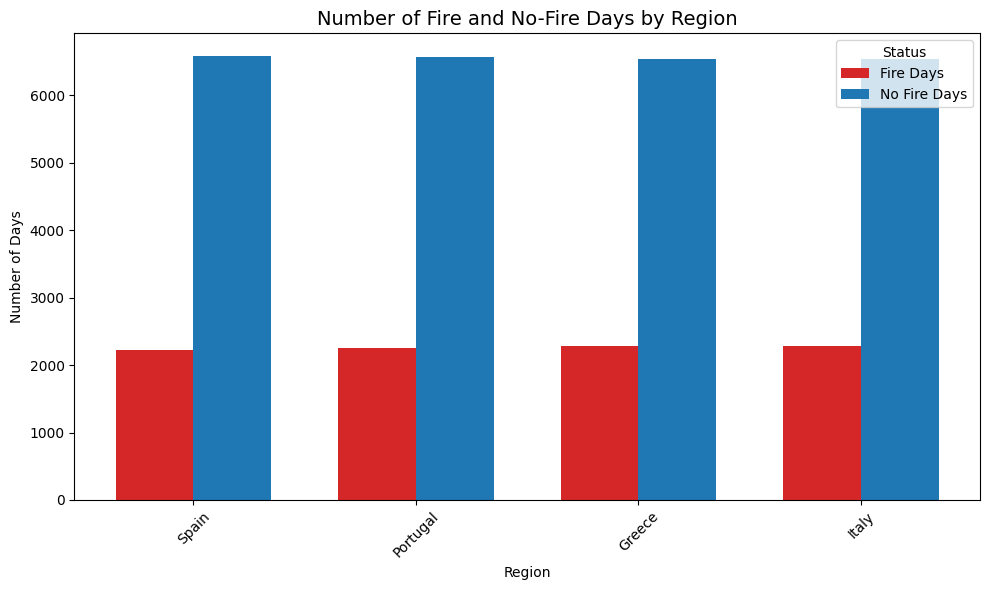 Number of Fire and No-Fire Days by Region
Status
Fire Days
No Fire Days
6000
5000
4000
3000
2000
1000
0
Number of Days
Spain
Portugal
Greece
Italy
Region